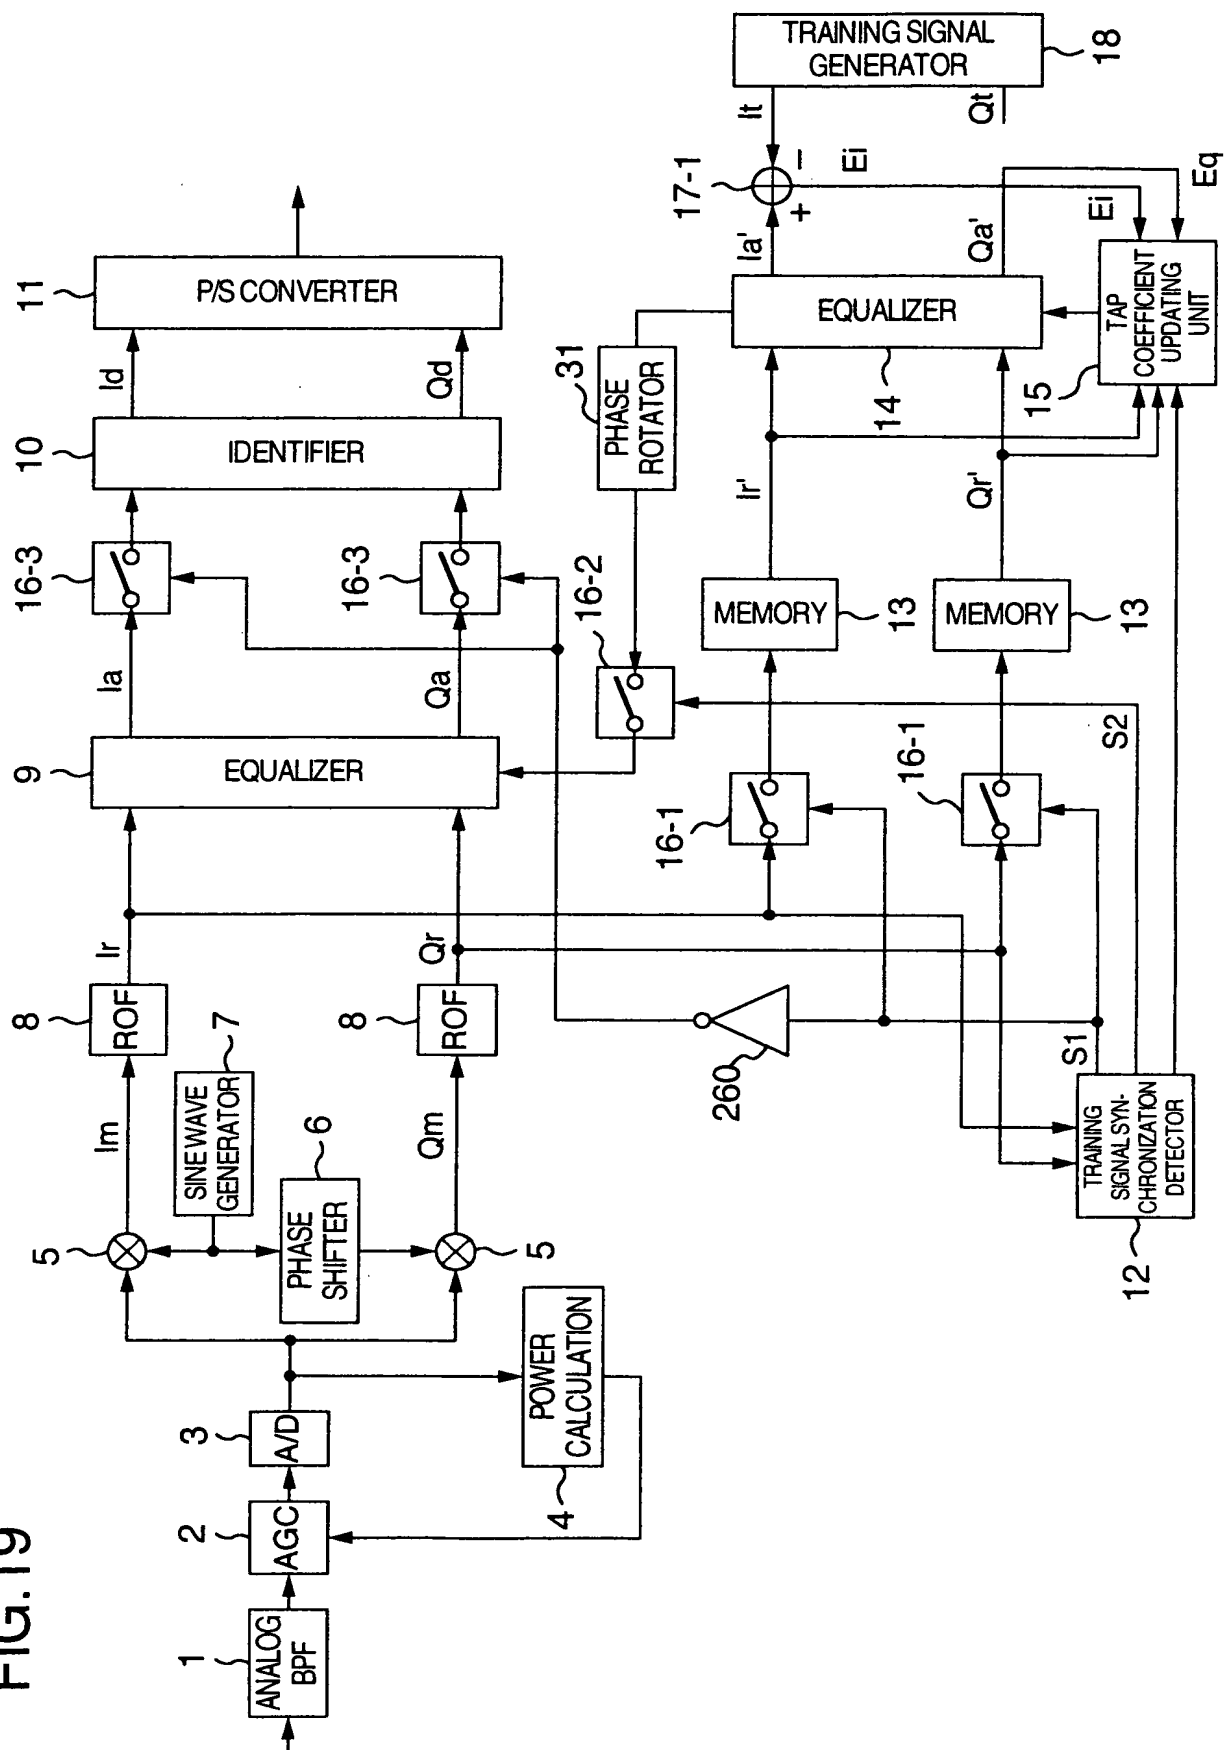 FIG.19
1
ANALOG
BPF
2
AGC
3
A/D
4
POWER
CALCULATION
5
5
6
PHASE
SHIFTER
7
SINE WAVE
GENERATOR
Im
Qm
8
ROF
8
ROF
Ir
Qr
9
EQUALIZER
Ia
Qa
16-3
16-3
10
IDENTIFIER
Id
Qd
11
P/S CONVERTER
260
12
TRAINING
SIGNAL SYN-
CHRONIZATION
DETECTOR
S1
S2
16-1
16-1
16-2
MEMORY
13
MEMORY
13
Ir'
Qr'
31
PHASE
ROTATOR
14
EQUALIZER
15
TAP
COEFFICIENT
UPDATING
UNIT
Ia'
Qa'
17-1
+
−
Ei
Ei
Eq
It
Qt
TRAINING SIGNAL
GENERATOR
18